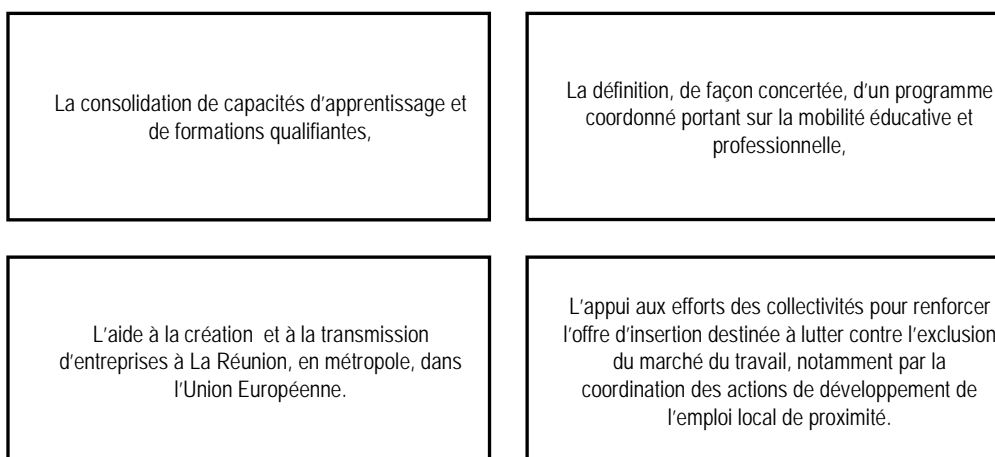 La consolidation de capacités d'apprentissage et
de formations qualifiantes,
La définition, de façon concertée, d'un programme
coordonné portant sur la mobilité éducative et
professionnelle,
L'aide à la création  et à la transmission
d'entreprises à La Réunion, en métropole, dans
l'Union Européenne.
L'appui aux efforts des collectivités pour renforcer
l'offre d'insertion destinée à lutter contre l'exclusion
du marché du travail, notamment par la
coordination des actions de développement de
l'emploi local de proximité.